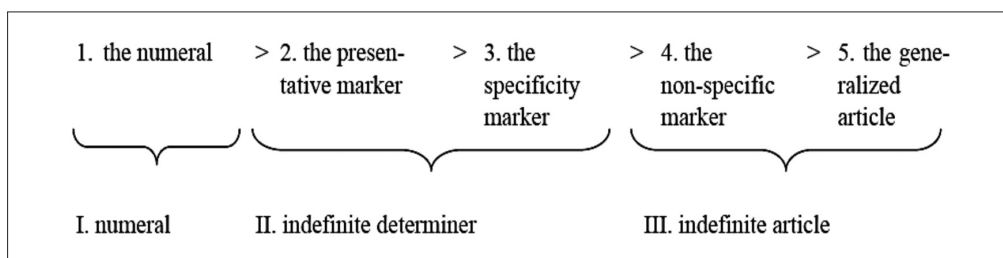 1. the numeral > 2. the presen- > 3. the > 4. the > 5. the gene-
tative marker specificity non-specific ralized
marker marker article
I. numeral II. indefinite determiner III. indefinite article